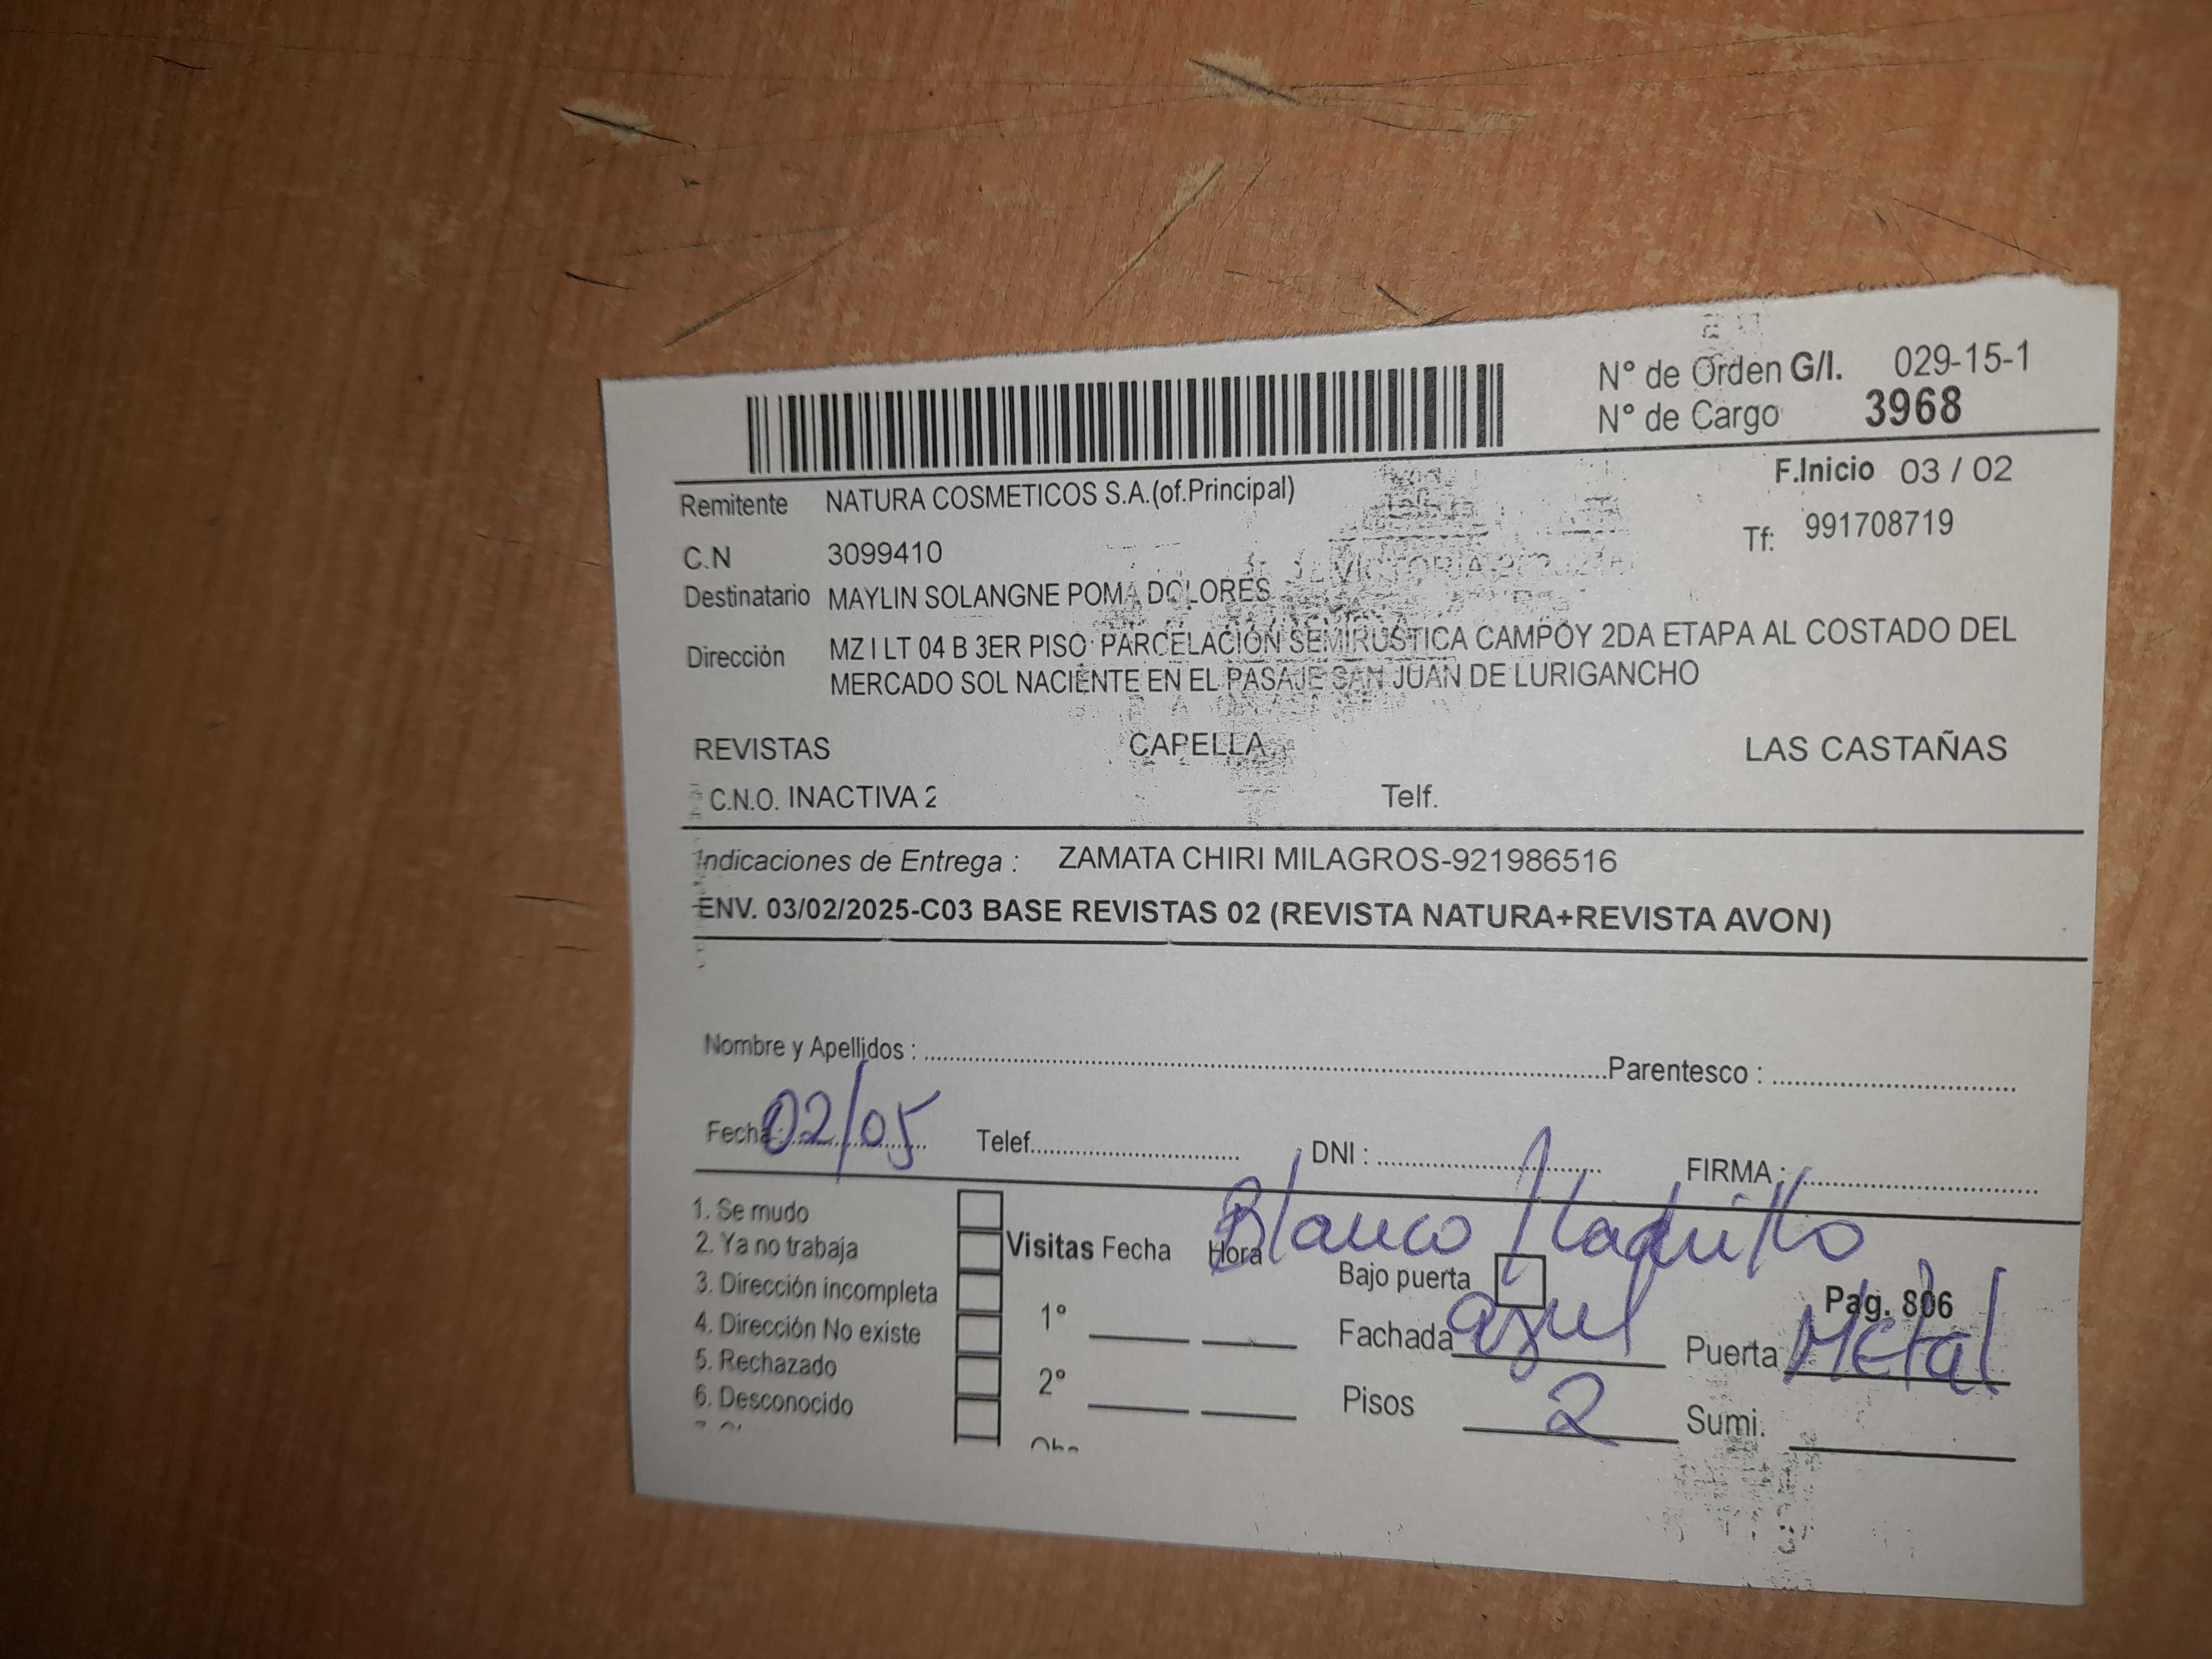 N° de Orden G/I. 029-15-1
N° de Cargo 3968
F.Inicio 03 / 02
Remitente NATURA COSMETICOS S.A.(of.Principal)
Tf: 991708719
C.N 3099410
Destinatario MAYLIN SOLANGNE POMA DOLORES
Dirección MZ I LT 04 B 3ER PISO PARCELACIÓN SEMIRUSTICA CAMPOY 2DA ETAPA AL COSTADO DEL
MERCADO SOL NACIENTE EN EL PASAJE SAN JUAN DE LURIGANCHO
REVISTAS CAPELLA LAS CASTAÑAS
C.N.O. INACTIVA 2 Telf.
Indicaciones de Entrega : ZAMATA CHIRI MILAGROS-921986516
ENV. 03/02/2025-C03 BASE REVISTAS 02 (REVISTA NATURA+REVISTA AVON)
Nombre y Apellidos : Parentesco :
Fecha: 02/05 Telef. DNI : FIRMA :
Blanco /ladrillo
1. Se mudo
2. Ya no trabaja
3. Dirección incompleta
4. Dirección No existe
5. Rechazado
6. Desconocido
Visitas Fecha Hora
1°
2°
Bajo puerta
Pag. 806
Fachada azul Puerta Metal
Pisos 2 Sumi.